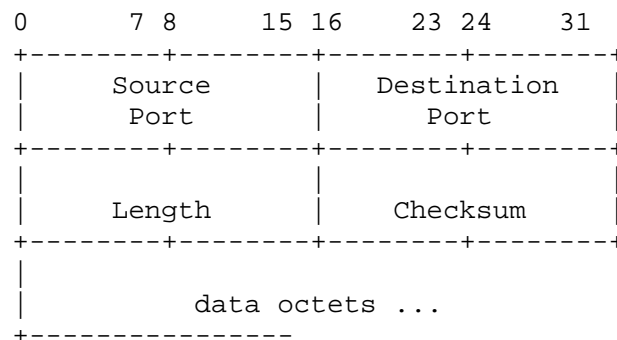 0 7 8 15 16 23 24 31
Source Destination
Port Port
Length Checksum
data octets ...